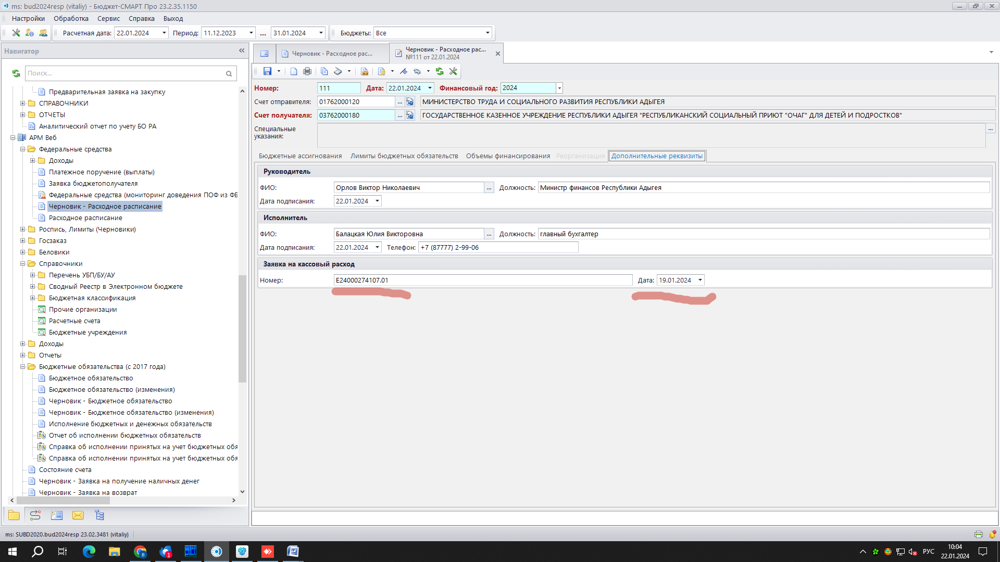 ms: bud2024resp (vitaliy) - Бюджет-СМАРТ Про 23.2.35.1150
Настройки Обработка Сервис Справка Выход
Расчетная дата: 22.01.2024 Период: 11.12.2023 ... 31.01.2024 Бюджеты: Все
Навигатор
Поиск...
Предварительная заявка на закупку
СПРАВОЧНИКИ
ОТЧЕТЫ
Аналитический отчет по учету БО РА
АРМ Веб
Федеральные средства
Доходы
Платежное поручение (выплаты)
Заявка бюджетополучателя
Федеральные средства (мониторинг доведения ПОФ из ФБ
Черновик - Расходное расписание
Расходное расписание
Роспись, Лимиты (Черновики)
Госзаказ
Беловики
Справочники
Перечень УБП/БУ/АУ
Сводный Реестр в Электронном бюджете
Бюджетная классификация
Прочие организации
Расчетные счета
Бюджетные учреждения
Доходы
Отчеты
Бюджетные обязательства (с 2017 года)
Бюджетное обязательство
Бюджетное обязательство (изменения)
Черновик - Бюджетное обязательство
Черновик - Бюджетное обязательство (изменения)
Исполнение бюджетных и денежных обязательств
Отчет об исполнении бюджетных обязательств
Справка об исполнении принятых на учет бюджетных обя
Справка об исполнении принятых на учет бюджетных обя
Состояние счета
Черновик - Заявка на получение наличных денег
Черновик - Заявка на возврат
Черновик - Расходное рас...
Черновик - Расходное рас...
№111 от 22.01.2024
Номер: 111 Дата: 22.01.2024 Финансовый год: 2024
Счет отправителя: 01762000120 ... МИНИСТЕРСТВО ТРУДА И СОЦИАЛЬНОГО РАЗВИТИЯ РЕСПУБЛИКИ АДЫГЕЯ
Счет получателя: 03762000180 ... ГОСУДАРСТВЕННОЕ КАЗЕННОЕ УЧРЕЖДЕНИЕ РЕСПУБЛИКИ АДЫГЕЯ "РЕСПУБЛИКАНСКИЙ СОЦИАЛЬНЫЙ ПРИЮТ "ОЧАГ" ДЛЯ ДЕТЕЙ И ПОДРОСТКОВ"
Специальные
указания: ...
Бюджетные ассигнования Лимиты бюджетных обязательств Объемы финансирования Реорганизация Дополнительные реквизиты
Руководитель
ФИО: Орлов Виктор Николаевич ... Должность: Министр финансов Республики Адыгея
Дата подписания: 22.01.2024
Исполнитель
ФИО: Балацкая Юлия Викторовна ... Должность: главный бухгалтер
Дата подписания: 22.01.2024 Телефон: +7 (87777) 2-99-06
Заявка на кассовый расход
Номер: E24000274107.01 Дата: 19.01.2024
ms: SUBD2020.bud2024resp 23.02.3481 (vitaliy)
B
1
РУС
10:04
22.01.2024